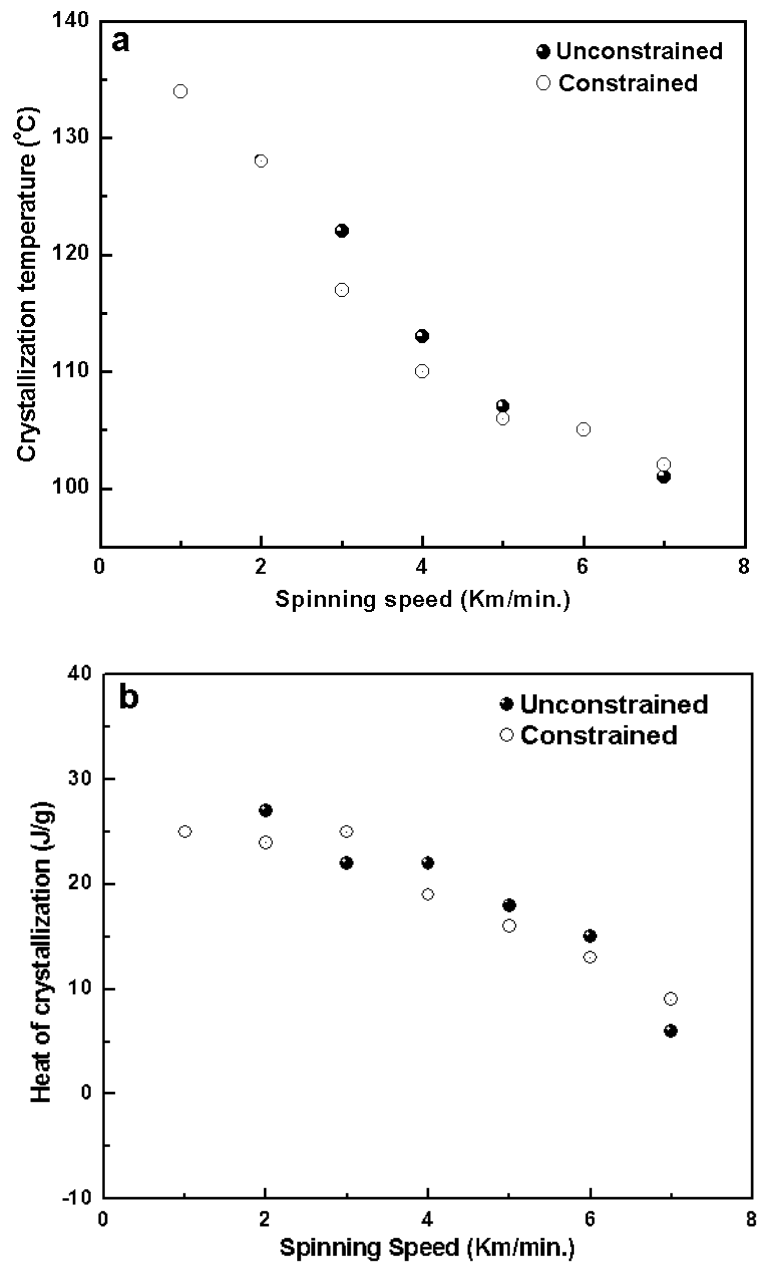 a
Unconstrained
Constrained
140
130
120
110
100
Crystallization temperature (°C)
0 2 4 6 8
Spinning speed (Km/min.)
b
Unconstrained
Constrained
40
30
20
10
0
-10
Heat of crystallization (J/g)
0 2 4 6 8
Spinning Speed (Km/min.)